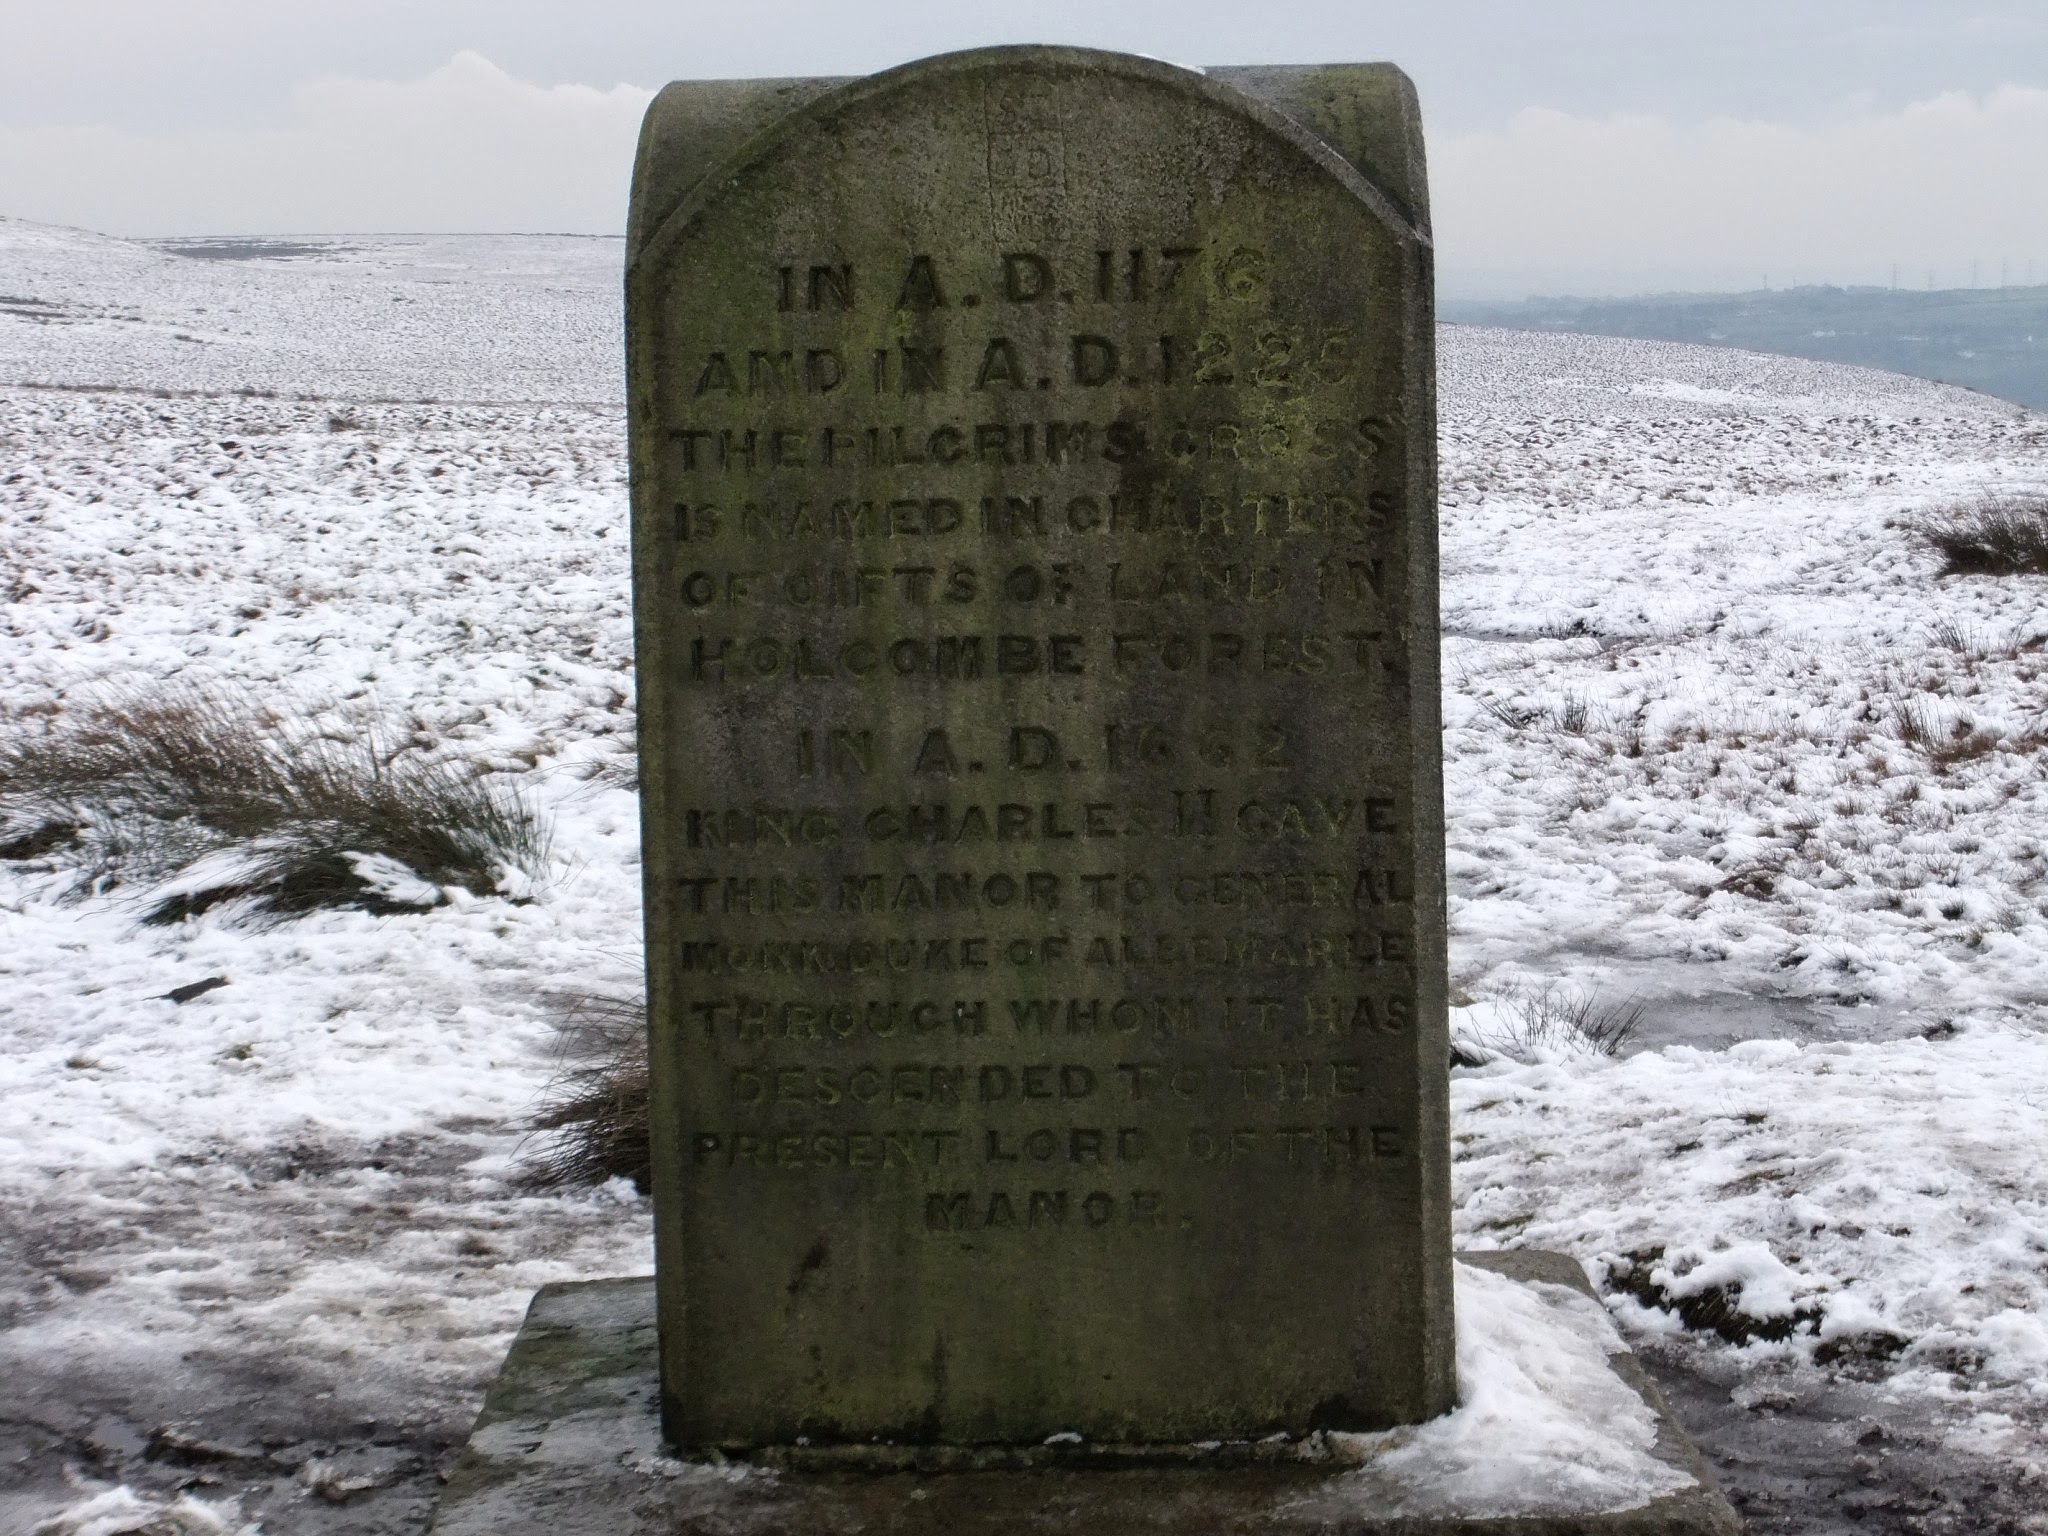 IN A.D. 1176
AND IN A.D. 1225
THE PILGRIMS CROSS
IS NAMED IN CHARTERS
OF GIFTS OF LAND IN
HOLCOMBE FOREST.
IN A.D. 1662
KING CHARLES II GAVE
THIS MANOR TO GENERAL
MONK DUKE OF ALBEMARLE
THROUGH WHOM IT HAS
DESCENDED TO THE
PRESENT LORD OF THE
MANOR.